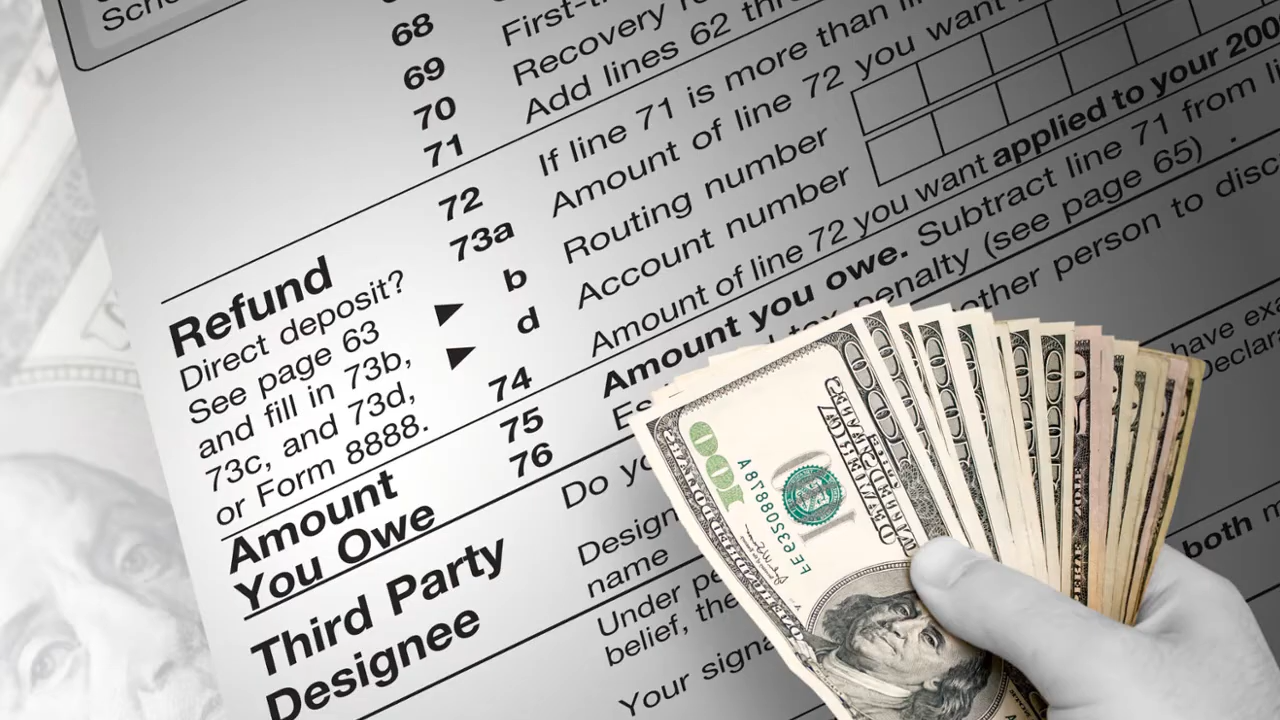 Sche
68 First-ti
69 Recovery re
70 Add lines 62 thro
71
72 If line 71 is more than li
73a Amount of line 72 you want
b Routing number
d Account number
74 Amount of line 72 you want applied to your 200
75 Amount you owe. Subtract line 71 from li
76 Es tax penalty (see page 65) .
Refund
Direct deposit?
See page 63
and fill in 73b,
73c, and 73d,
or Form 8888.
Amount
You Owe
Third Party
Designee
Do yo other person to disc
Design
name
Under pe have exa
belief, the Declara
both
Your signa
100